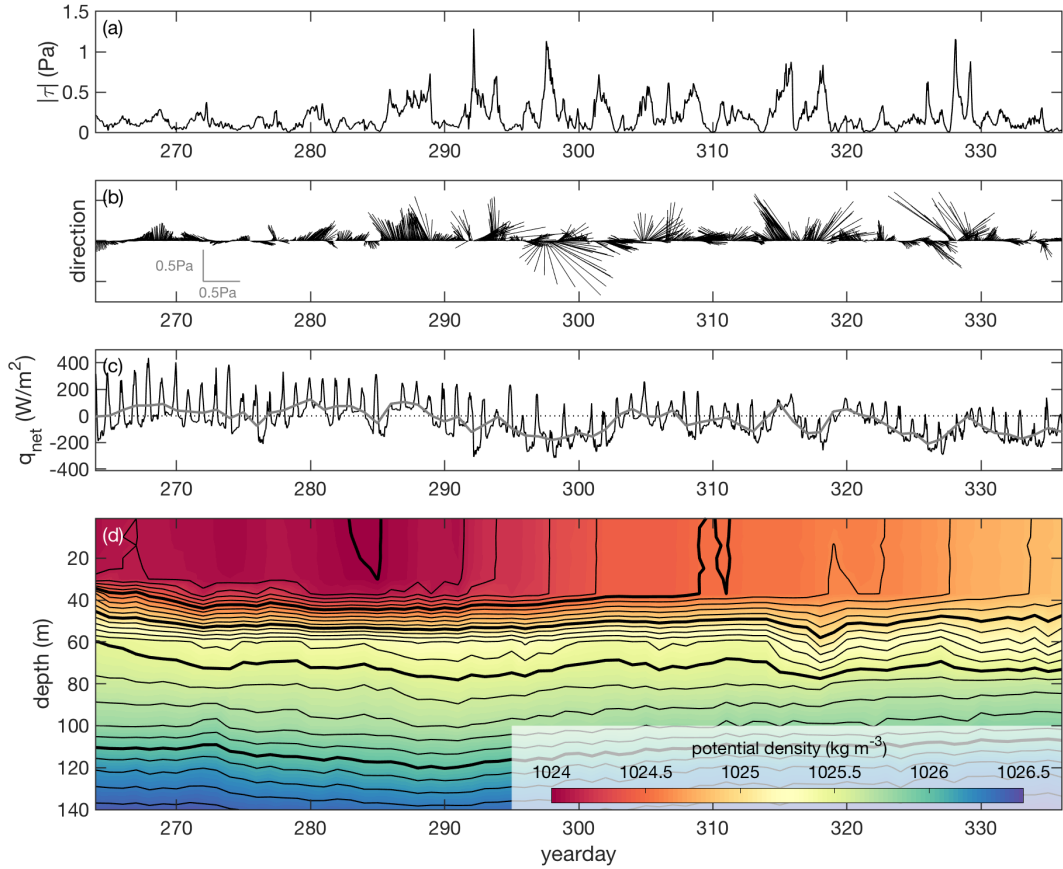 (a)
|τ| (Pa)
1.5
1
0.5
0
270 280 290 300 310 320 330
(b)
direction
0.5Pa
0.5Pa
270 280 290 300 310 320 330
(c)
q_net (W/m²)
400
200
0
-200
-400
270 280 290 300 310 320 330
(d)
depth (m)
20
40
60
80
100
120
140
potential density (kg m⁻³)
1024 1024.5 1025 1025.5 1026 1026.5
270 280 290 300 310 320 330
yearday